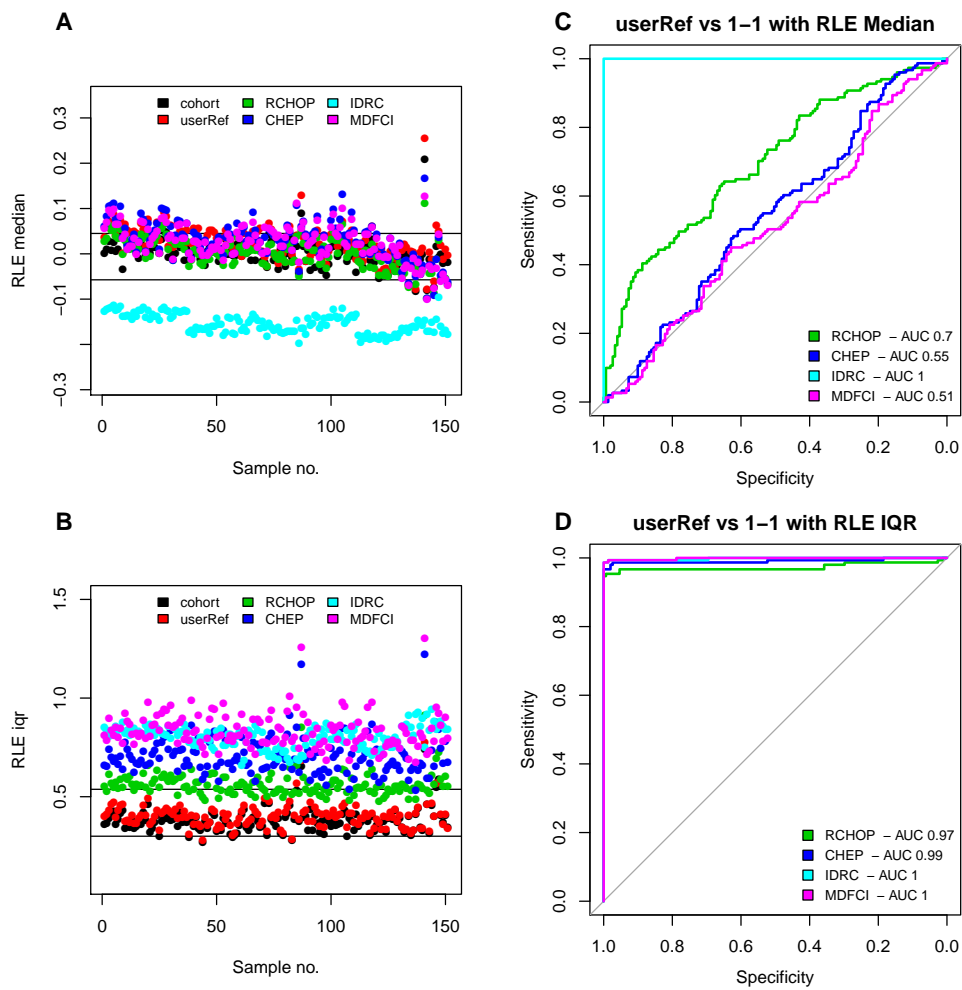 A
cohort RCHOP IDRC
userRef CHEP MDFCI
0.3
0.2
0.1
0.0
−0.1
−0.3
RLE median
0 50 100 150
Sample no.
C
userRef vs 1−1 with RLE Median
1.0
0.8
0.6
0.4
0.2
0.0
Sensitivity
RCHOP − AUC 0.7
CHEP − AUC 0.55
IDRC − AUC 1
MDFCI − AUC 0.51
1.0 0.8 0.6 0.4 0.2 0.0
Specificity
B
cohort RCHOP IDRC
userRef CHEP MDFCI
1.5
1.0
0.5
RLE iqr
0 50 100 150
Sample no.
D
userRef vs 1−1 with RLE IQR
1.0
0.8
0.6
0.4
0.2
0.0
Sensitivity
RCHOP − AUC 0.97
CHEP − AUC 0.99
IDRC − AUC 1
MDFCI − AUC 1
1.0 0.8 0.6 0.4 0.2 0.0
Specificity